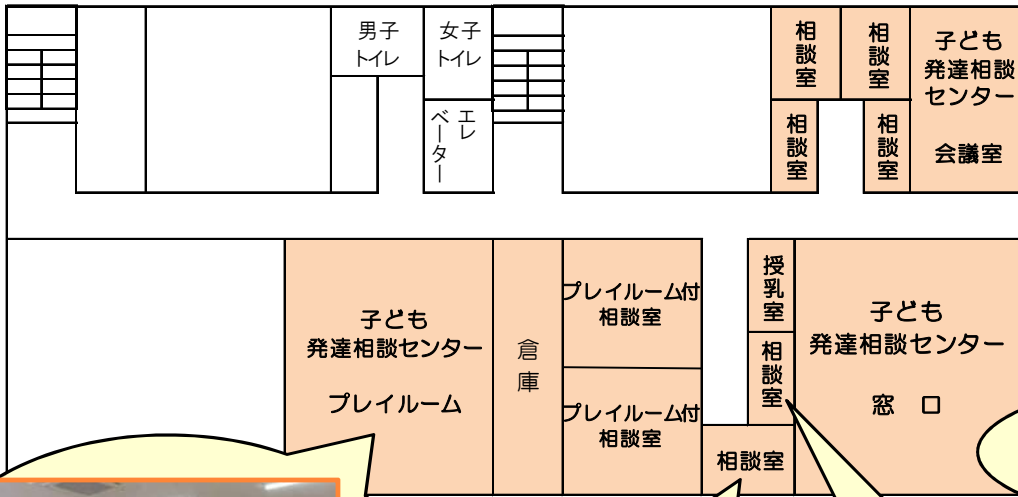 男子
トイレ
女子
トイレ
エレ
ベーター
相談室
相談室
相談室
相談室
子ども
発達相談
センター
会議室
子ども
発達相談センター
プレイルーム
倉庫
プレイルーム付
相談室
プレイルーム付
相談室
授乳室
相談室
相談室
子ども
発達相談センター
窓 口